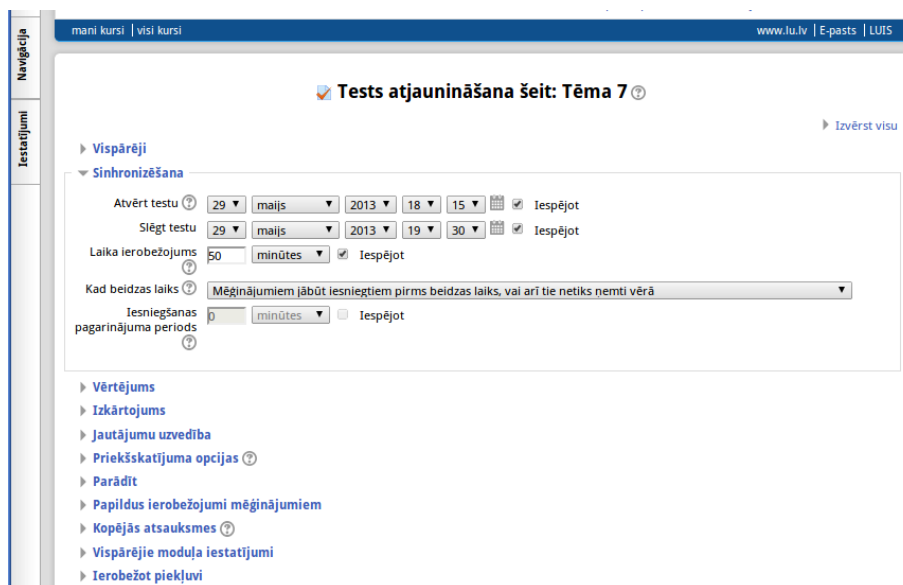 mani kursi | visi kursi
www.lu.lv | E-pasts | LUIS
Navigācija
Iestatījumi
Tests atjaunināšana šeit: Tēma 7
Izvērst visu
Vispārēji
Sinhronizēšana
Atvērt testu 29 maijs 2013 18 15 Iespējot
Slēgt testu 29 maijs 2013 19 30 Iespējot
Laika ierobežojums 50 minūtes Iespējot
Kad beidzas laiks Mēģinājumiem jābūt iesniegtiem pirms beidzas laiks, vai arī tie netiks ņemti vērā
Iesniegšanas
pagarinājuma periods 0 minūtes Iespējot
Vērtējums
Izkārtojums
Jautājumu uzvedība
Priekšskatījuma opcijas
Parādīt
Papildus ierobežojumi mēģinājumiem
Kopējās atsauksmes
Vispārējie moduļa iestatījumi
Ierobežot piekļuvi